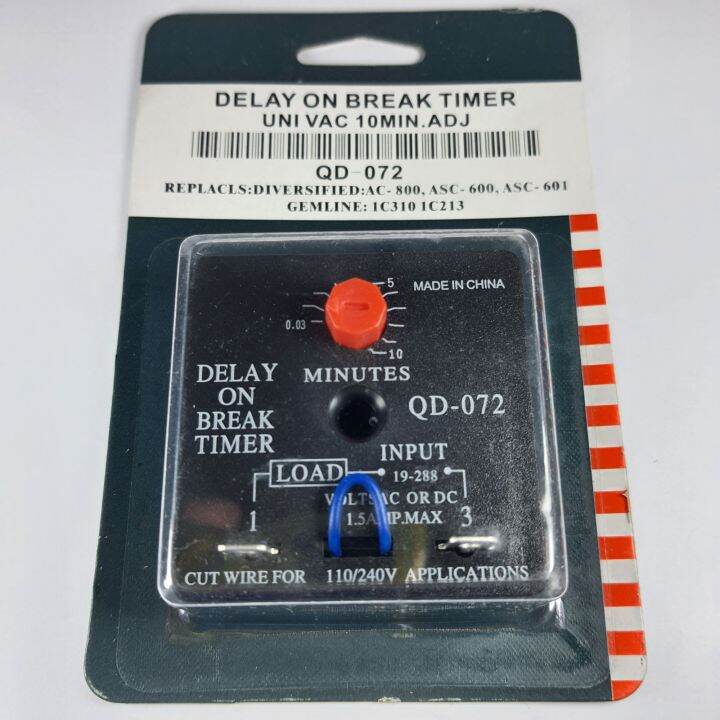 DELAY ON BREAK TIMER
UNI VAC 10MIN.ADJ
QD-072
REPLACLS:DIVERSIFIED:AC-800, ASC-600, ASC-601
GEMLINE: 1C310 1C213
5
MADE IN CHINA
0.03
10
MINUTES
DELAY
ON
BREAK
TIMER
QD-072
INPUT
LOAD
19-288
VOLTS AC OR DC
1
1.5AMP.MAX
3
CUT WIRE FOR 110/240V APPLICATIONS